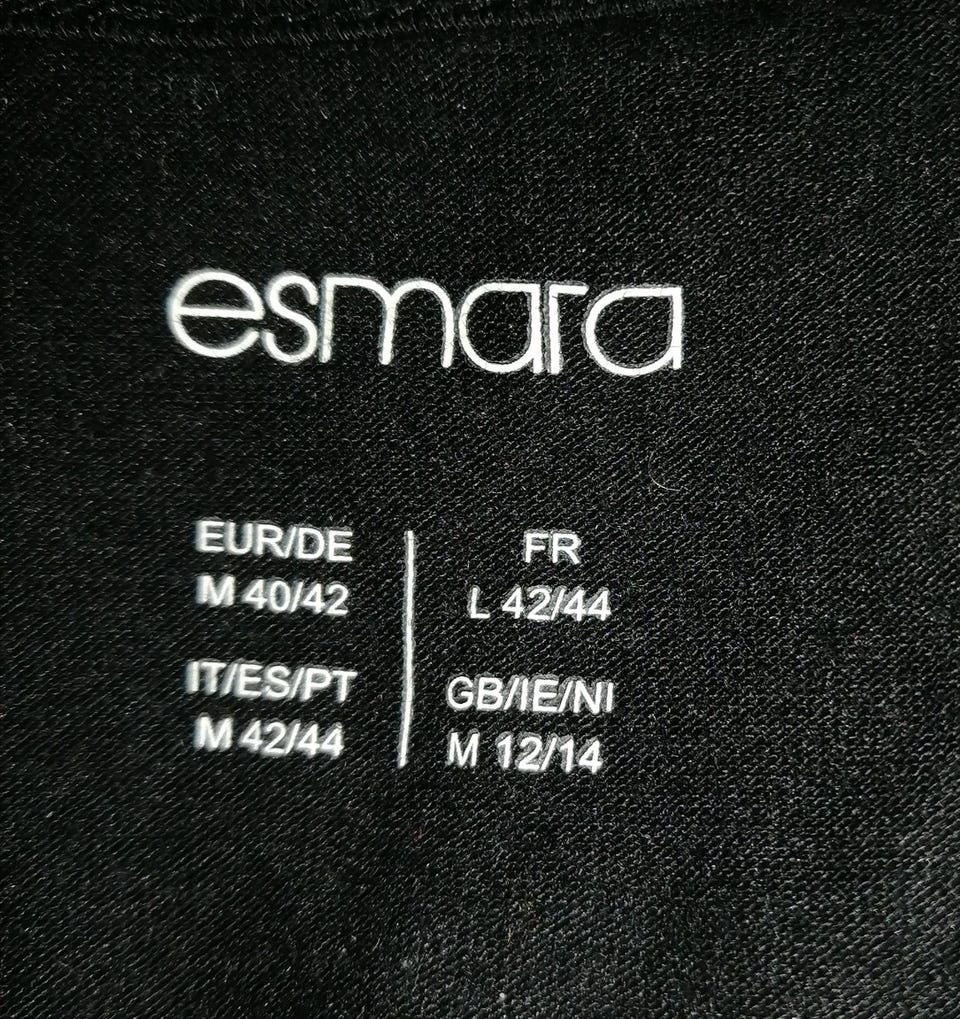 esmara
EUR/DE
M 40/42
FR
L 42/44
IT/ES/PT
M 42/44
GB/IE/NI
M 12/14